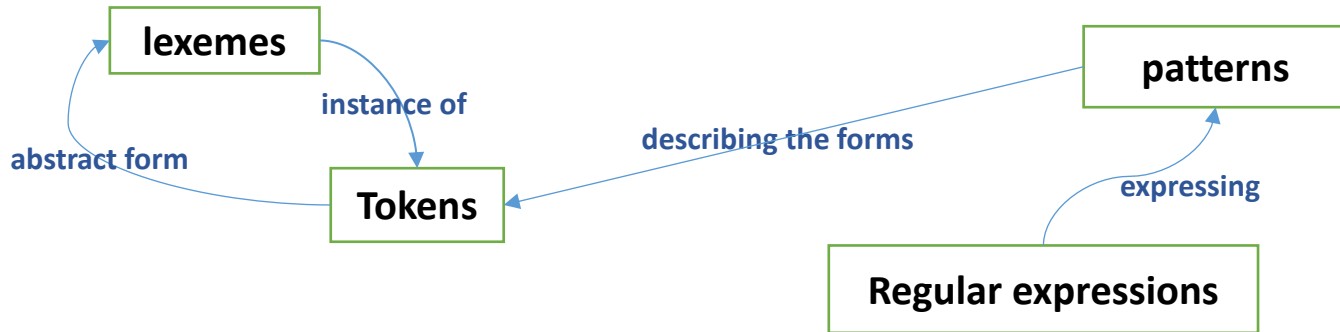 lexemes
patterns
instance of
describing the forms
abstract form
expressing
Tokens
Regular expressions